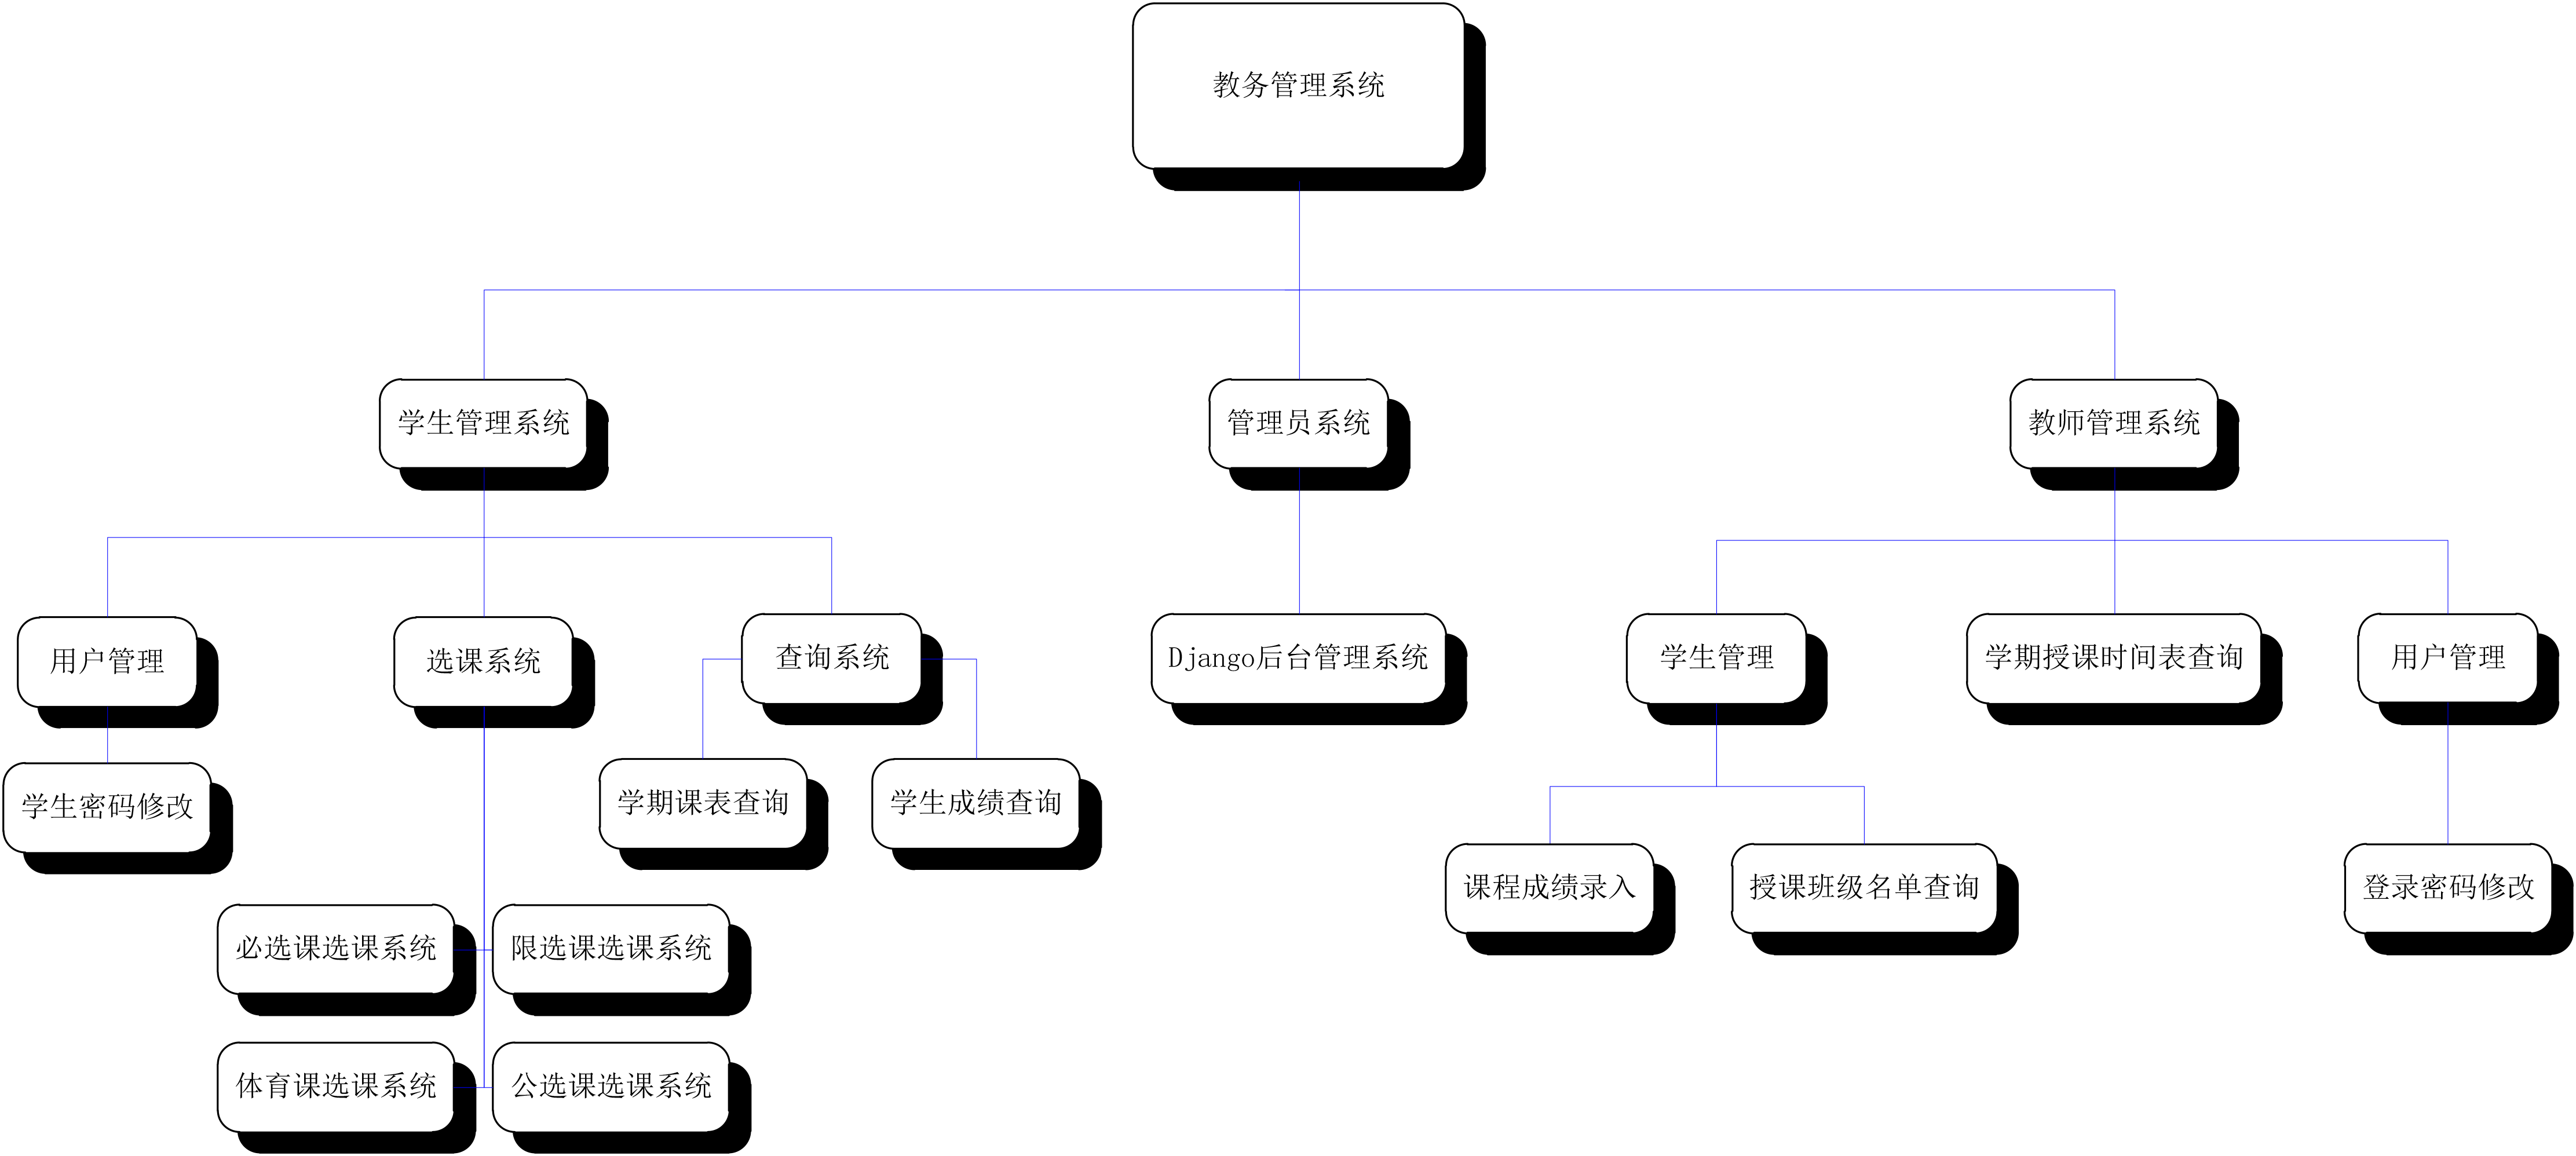 教务管理系统
学生管理系统
管理员系统
教师管理系统
用户管理
选课系统
查询系统
Django后台管理系统
学生管理
学期授课时间表查询
用户管理
学生密码修改
学期课表查询
学生成绩查询
课程成绩录入
授课班级名单查询
登录密码修改
必选课选课系统
限选课选课系统
体育课选课系统
公选课选课系统